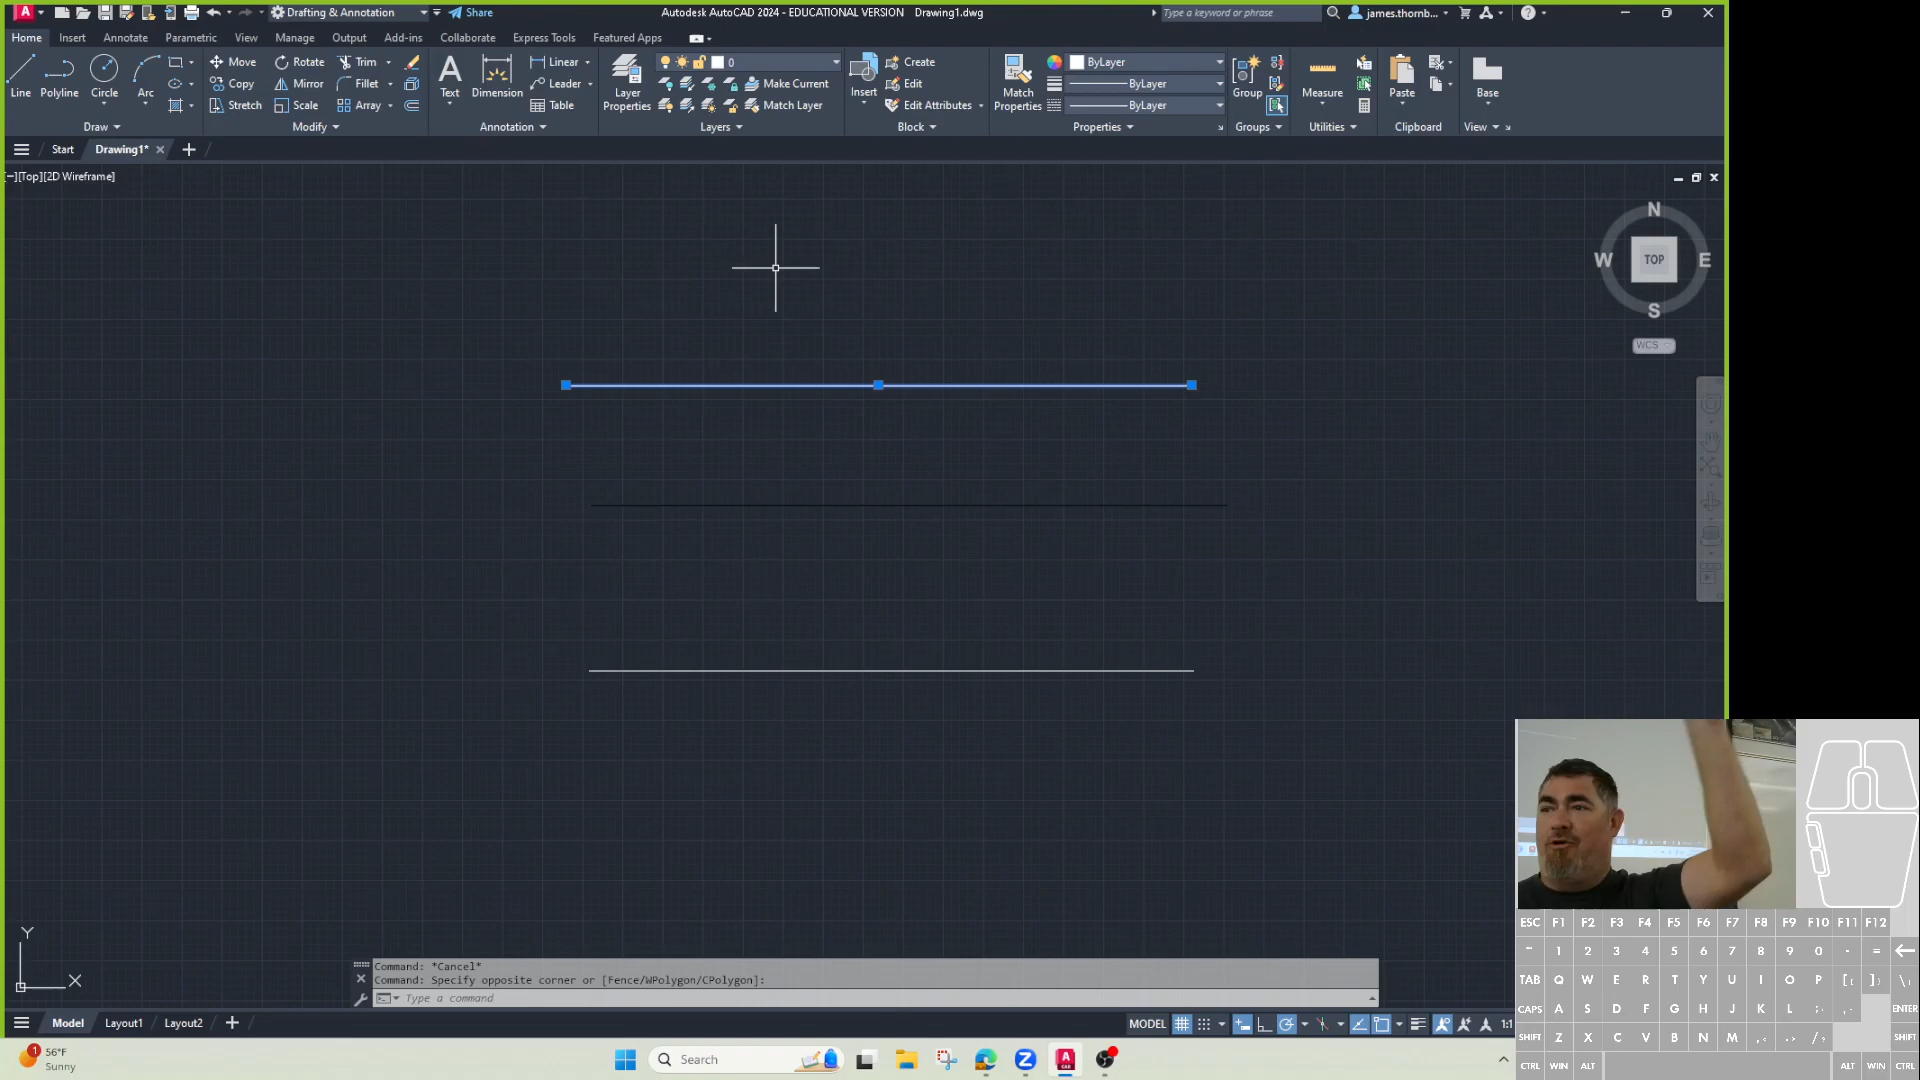 Drafting & Annotation Share Autodesk AutoCAD 2024 - EDUCATIONAL VERSION Drawing1.dwg Type a keyword or phrase james.thornb...
Home Insert Annotate Parametric View Manage Output Add-ins Collaborate Express Tools Featured Apps
Line Polyline Circle Arc
Move Rotate Trim
Copy Mirror Fillet
Stretch Scale Array
Text Dimension
Linear
Leader
Table
Layer Properties
0
Make Current
Match Layer
Insert
Create
Edit
Edit Attributes
Match Properties
ByLayer
ByLayer
ByLayer
Group
Measure
Paste
Base
Draw Modify Annotation Layers Block Properties Groups Utilities Clipboard View
Start Drawing1*
[−][Top][2D Wireframe]
N
W TOP E
S
WCS
Y
X
Command: *Cancel*
Command: Specify opposite corner or [Fence/WPolygon/CPolygon]:
Type a command
Model Layout1 Layout2
MODEL 1:1
1 56°F
Sunny
Search
ESC F1 F2 F3 F4 F5 F6 F7 F8 F9 F10 F11 F12
~ 1 2 3 4 5 6 7 8 9 0 - =
TAB Q W E R T Y U I O P [ ] \
CAPS A S D F G H J K L ; ENTER
SHIFT Z X C V B N M , . / SHIFT
CTRL WIN ALT ALT WIN CTRL